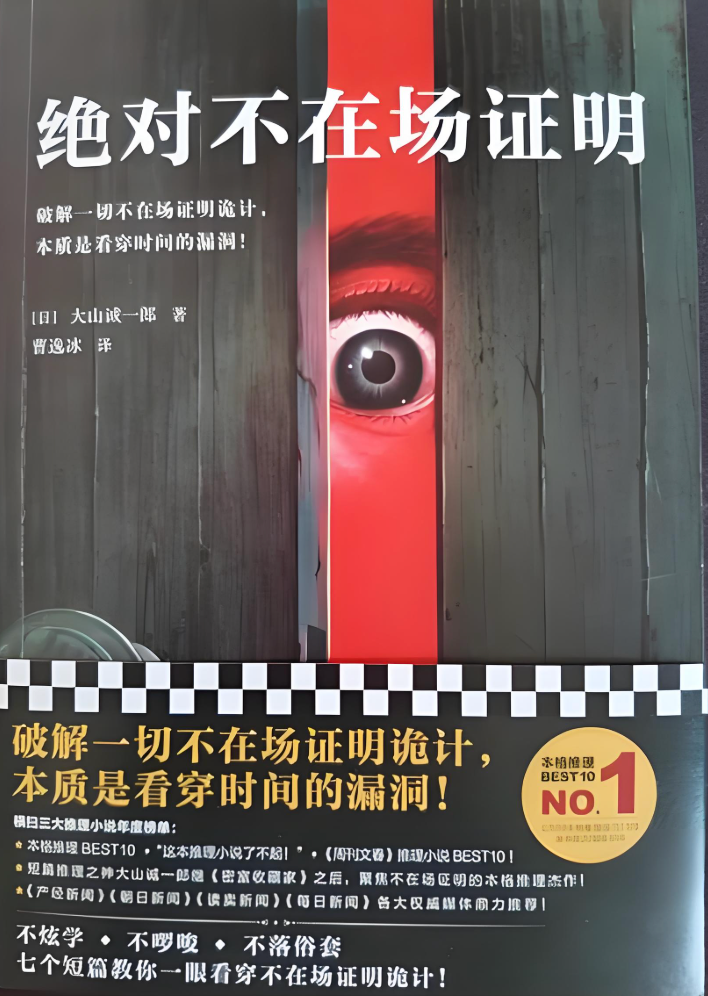 绝对不在场证明
破解一切不在场证明诡计，
本质是看穿时间的漏洞！
[日] 大山诚一郎 著
曹逸冰 译
破解一切不在场证明诡计，
本质是看穿时间的漏洞！
本格推理
BEST10
NO.1
横扫三大推理小说年度榜单：
本格推理BEST10，“这本推理小说了不起！”，《周刊文春》推理小说BEST10！
短篇推理之神大山诚一郎继《密室收藏家》之后，聚焦不在场证明的本格推理杰作！
《产经新闻》《朝日新闻》《读卖新闻》《每日新闻》各大权威媒体鼎力推荐！
不炫学 ◆ 不啰唆 ◆ 不落俗套
七个短篇教你一眼看穿不在场证明诡计！